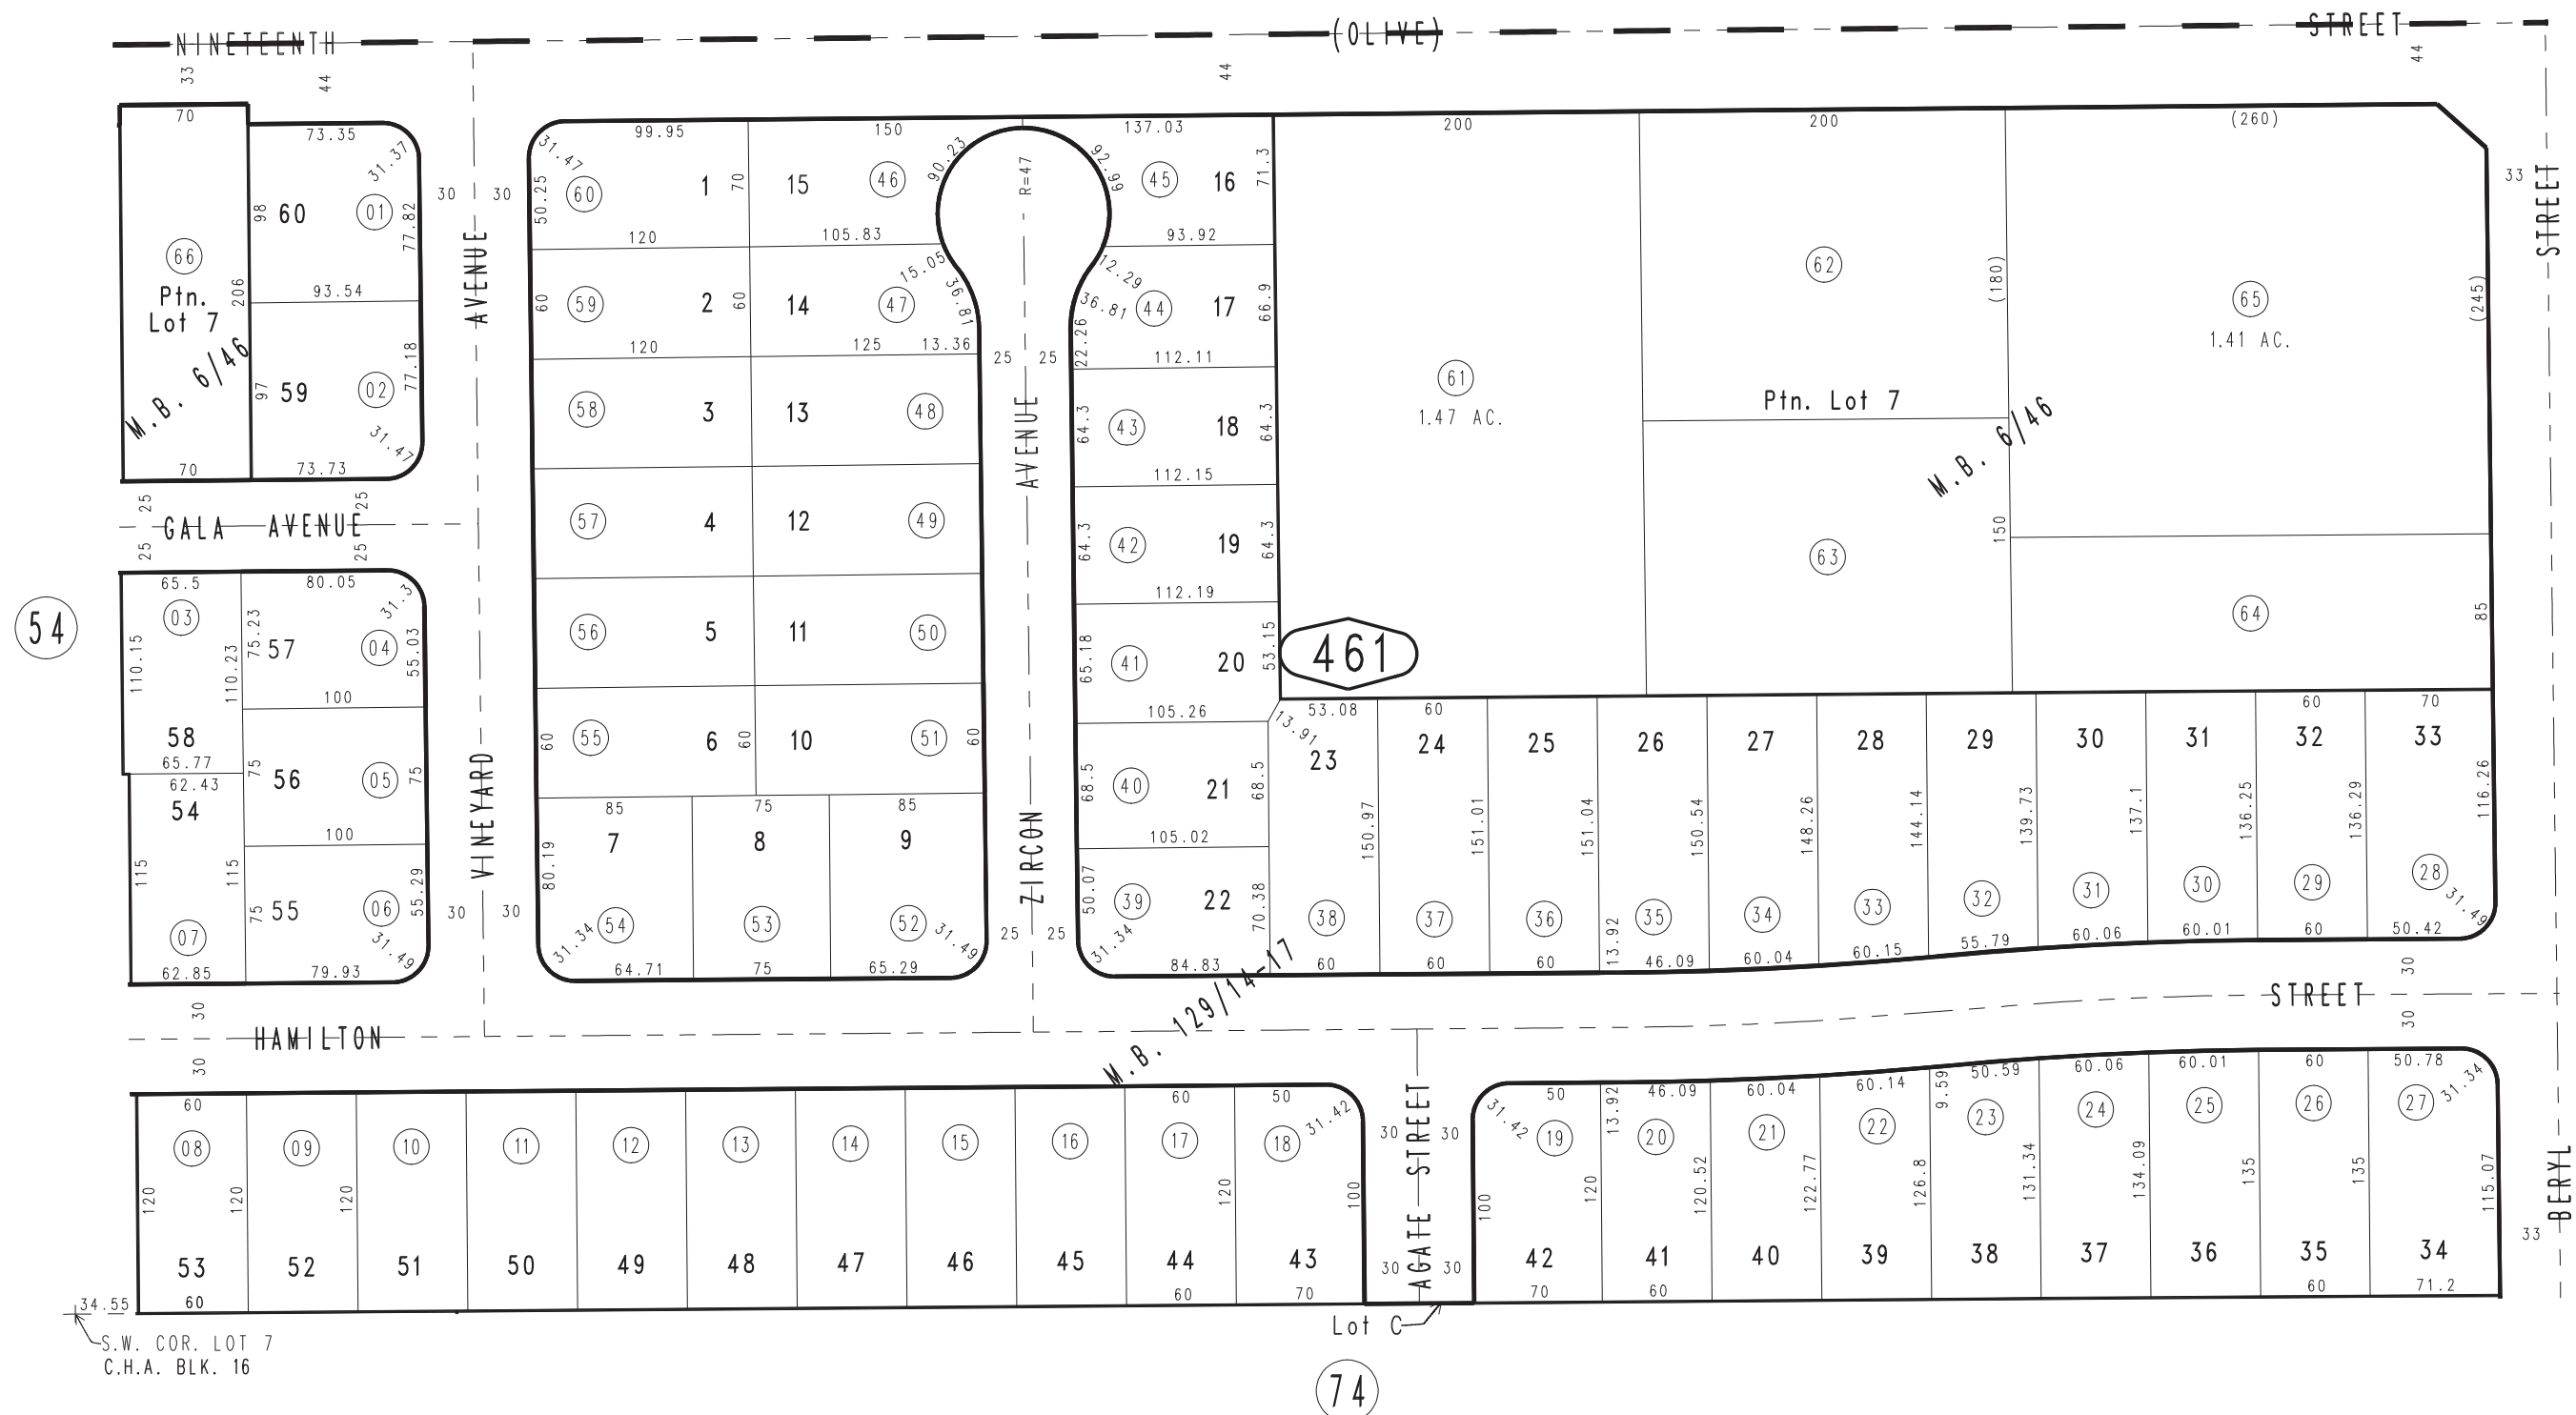 NINETEENTH (OLIVE) STREET
33 44 44 44
70 73.35 31.37
60 01 98 77.82
66 Ptn.
Lot 7
206
M.B. 6/46
93.54
59 02 97 77.18
31.47
70 73.73
25 25
GALA AVENUE
25 25
65.5 80.05 31.3
03 110.15 110.23 75.23 57 04 55.03
100
58
65.77
62.43
54
75 56 05 75
100
115 115 75 55 06 55.29
07 31.49
62.85 79.93
54
30 30
VINEYARD AVENUE
30 30
99.95 150 137.03
31.47 50.25 60 1 70 15 46 90.23
120 105.83
60 59 2 60 14 47 15.05 36.81
120 125 13.36
58 3 13 48
57 4 12 49
56 5 11 50
60 55 6 60 10 51 60
85 75 85
7 8 9
80.19 54 53 52
31.34 31.49
64.71 75 65.29
R=47
25 25
ZIRCON AVENUE
25 25
92.99 45 16 71.3
93.92
12.29 36.81 44 17 66.9
22.26 112.11
64.3 43 18 64.3
112.15
64.3 42 19 64.3
112.19
65.18 41 20 53.15
105.26 13.91
68.5 40 21 68.5
105.02
50.07 39 22 70.38
31.34 84.83
200 200 (260)
61
1.47 AC.
62 (180)
65
1.41 AC.
(245)
Ptn. Lot 7
M.B. 6/46
63 150
64 85
461
53.08 60 60 70
23 24 25 26 27 28 29 30 31 32 33
150.97 151.01 151.04 150.54 148.26 144.14 139.73 137.1 136.25 136.29 116.26
38 37 36 35 34 33 32 31 30 29 28
13.92 31.49
60 60 60 46.09 60.04 60.15 55.79 60.06 60.01 60 50.42
30 30 30 30
HAMILTON STREET
M.B. 129/14-17
60 60 50 31.42
08 09 10 11 12 13 14 15 16 17 18
120 120 120 120 100
53 52 51 50 49 48 47 46 45 44 43
60 60 70
34.55
S.W. COR. LOT 7
C.H.A. BLK. 16
30 30
AGATE STREET
30 30
Lot C
74
50 46.09 60.04 60.14 50.59 60.06 60.01 60 50.78
31.42 13.92 9.59 31.34
19 20 21 22 23 24 25 26 27
100 120 120.52 122.77 126.8 131.34 134.09 135 135 115.07
42 41 40 39 38 37 36 35 34
70 60 60 71.2
33
BERYL STREET
33